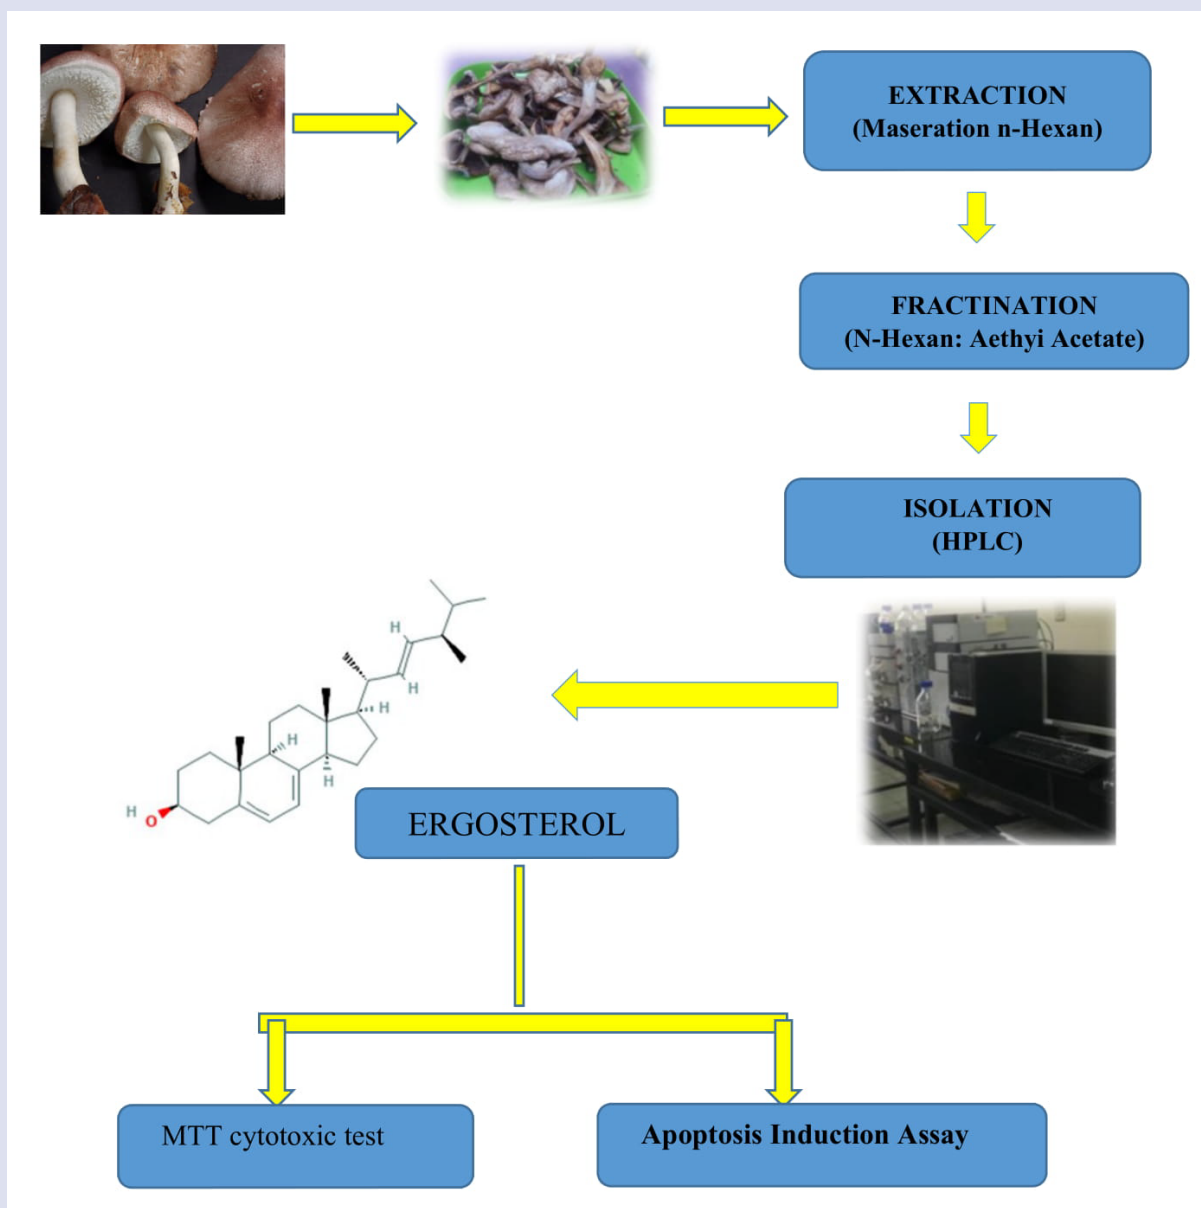 EXTRACTION
(Maseration n-Hexan)
FRACTINATION
(N-Hexan: Aethyi Acetate)
ISOLATION
(HPLC)
H
H
H
H
H
H
O
ERGOSTEROL
MTT cytotoxic test
Apoptosis Induction Assay